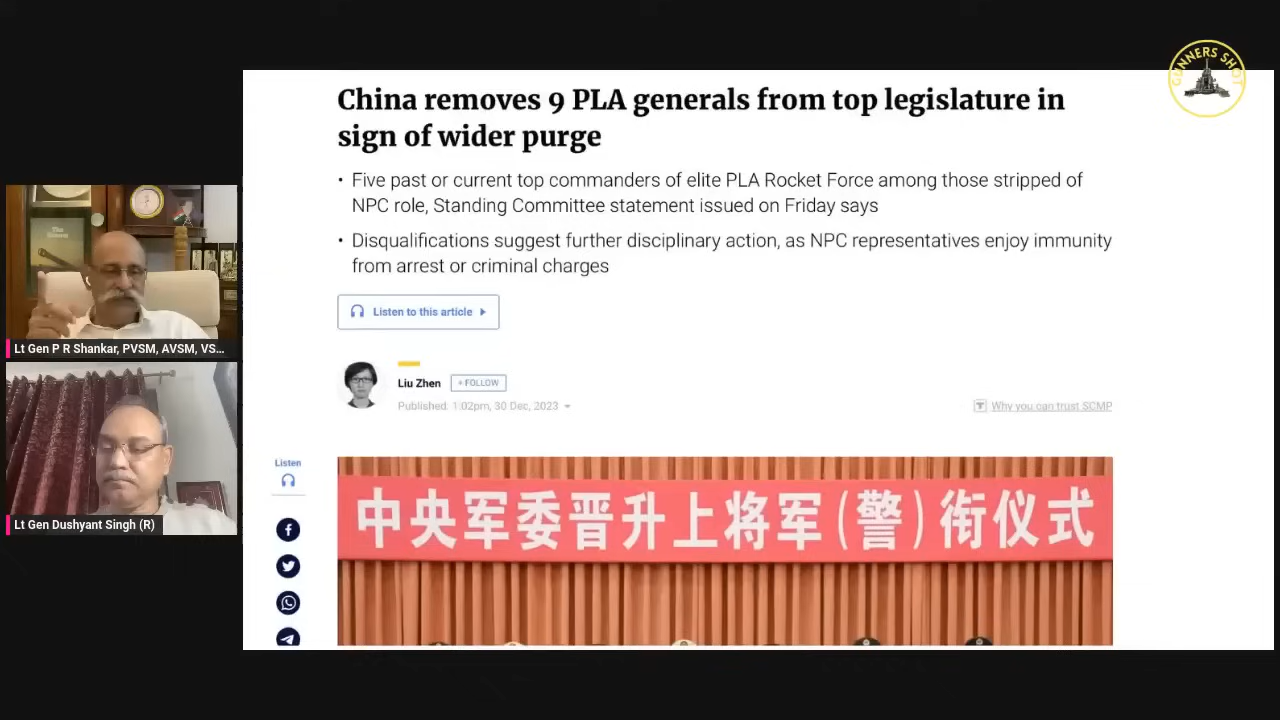 GUNNERS SHOT
China removes 9 PLA generals from top legislature in
sign of wider purge
• Five past or current top commanders of elite PLA Rocket Force among those stripped of
NPC role, Standing Committee statement issued on Friday says
• Disqualifications suggest further disciplinary action, as NPC representatives enjoy immunity
from arrest or criminal charges
Listen to this article
Lt Gen P R Shankar, PVSM, AVSM, VS...
Liu Zhen
+ FOLLOW
Published: 1:02pm, 30 Dec, 2023
Why you can trust SCMP
Listen
中央军委晋升上将军(警)衔仪式
Lt Gen Dushyant Singh (R)